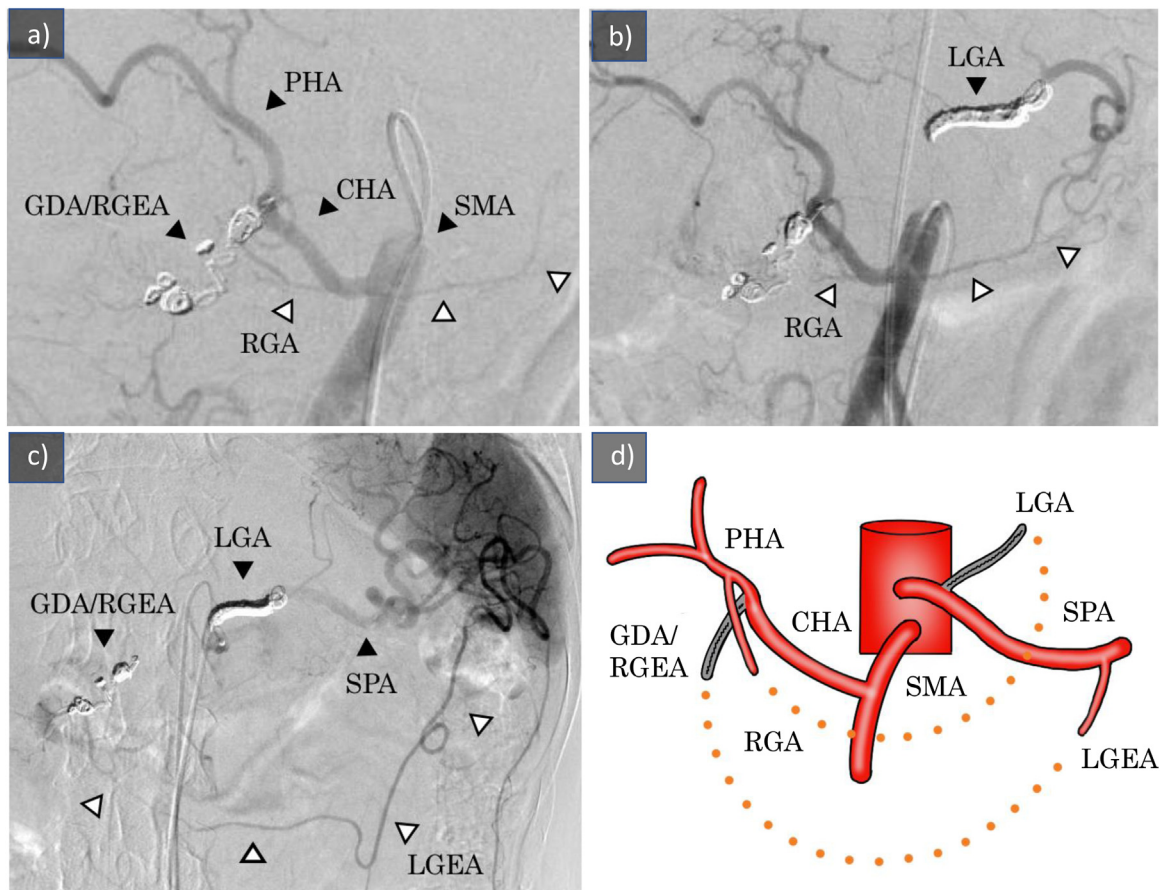 a)
PHA
GDA/RGEA
CHA
SMA
RGA
b)
LGA
RGA
c)
LGA
GDA/RGEA
SPA
LGEA
d)
LGA
PHA
SPA
CHA
GDA/
RGEA
SMA
RGA
LGEA